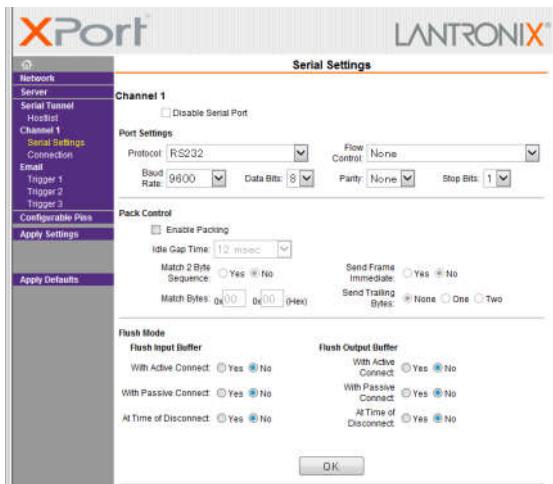 XPort
LANTRONIX
Serial Settings
Network
Server
Serial Tunnel
Hostlist
Channel 1
Serial Settings
Connection
Email
Trigger 1
Trigger 2
Trigger 3
Configurable Pins
Apply Settings
Apply Defaults
Channel 1
Disable Serial Port
Port Settings
Protocol: RS232 Flow Control: None
Baud Rate: 9600 Data Bits: 8 Parity: None Stop Bits: 1
Pack Control
Enable Packing
Idle Gap Time: 12 msec
Match 2 Byte Sequence: Yes No Send Frame Immediate: Yes No
Match Bytes: 0x 00 0x 00 (Hex) Send Trailing Bytes: None One Two
Flush Mode
Flush Input Buffer Flush Output Buffer
With Active Connect: Yes No With Active Connect: Yes No
With Passive Connect: Yes No With Passive Connect: Yes No
At Time of Disconnect: Yes No At Time of Disconnect: Yes No
OK